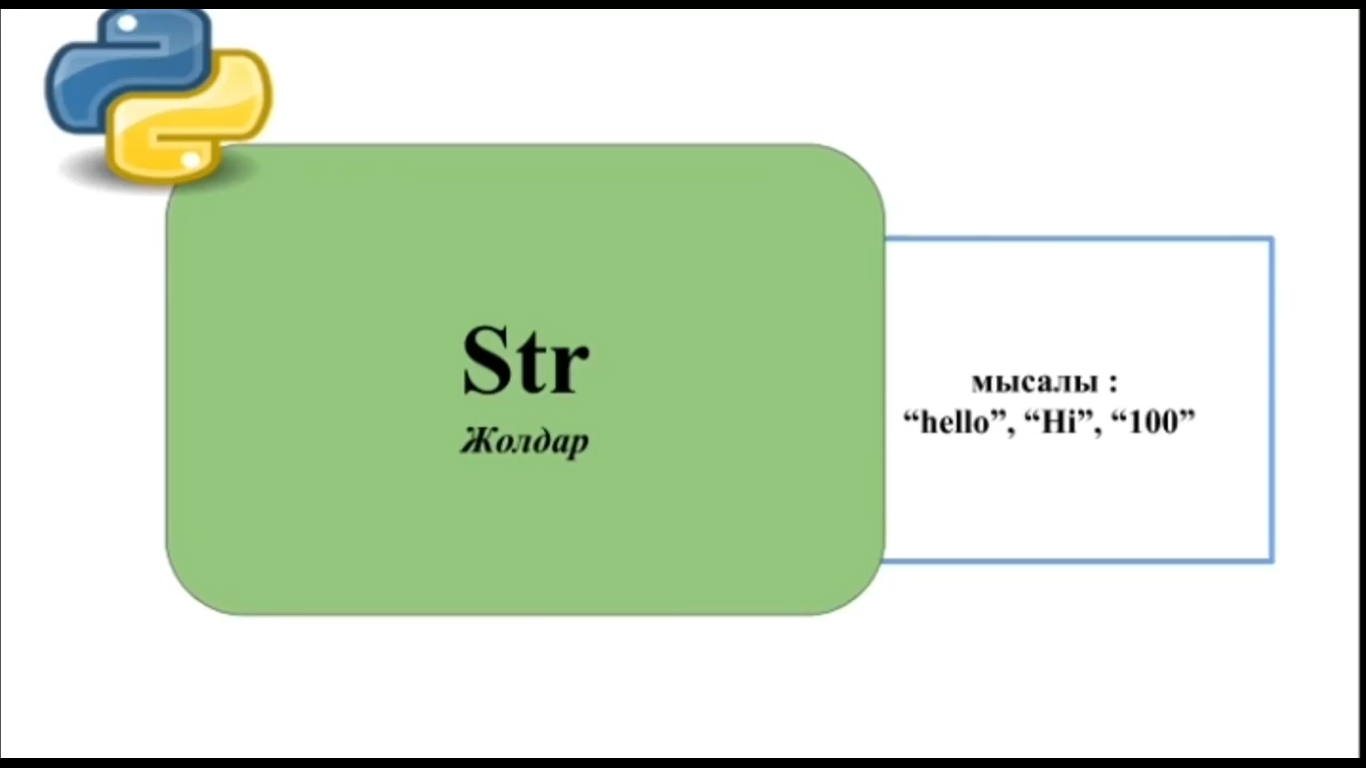 Str
Жолдар
мысалы :
“hello”, “Hi”, “100”